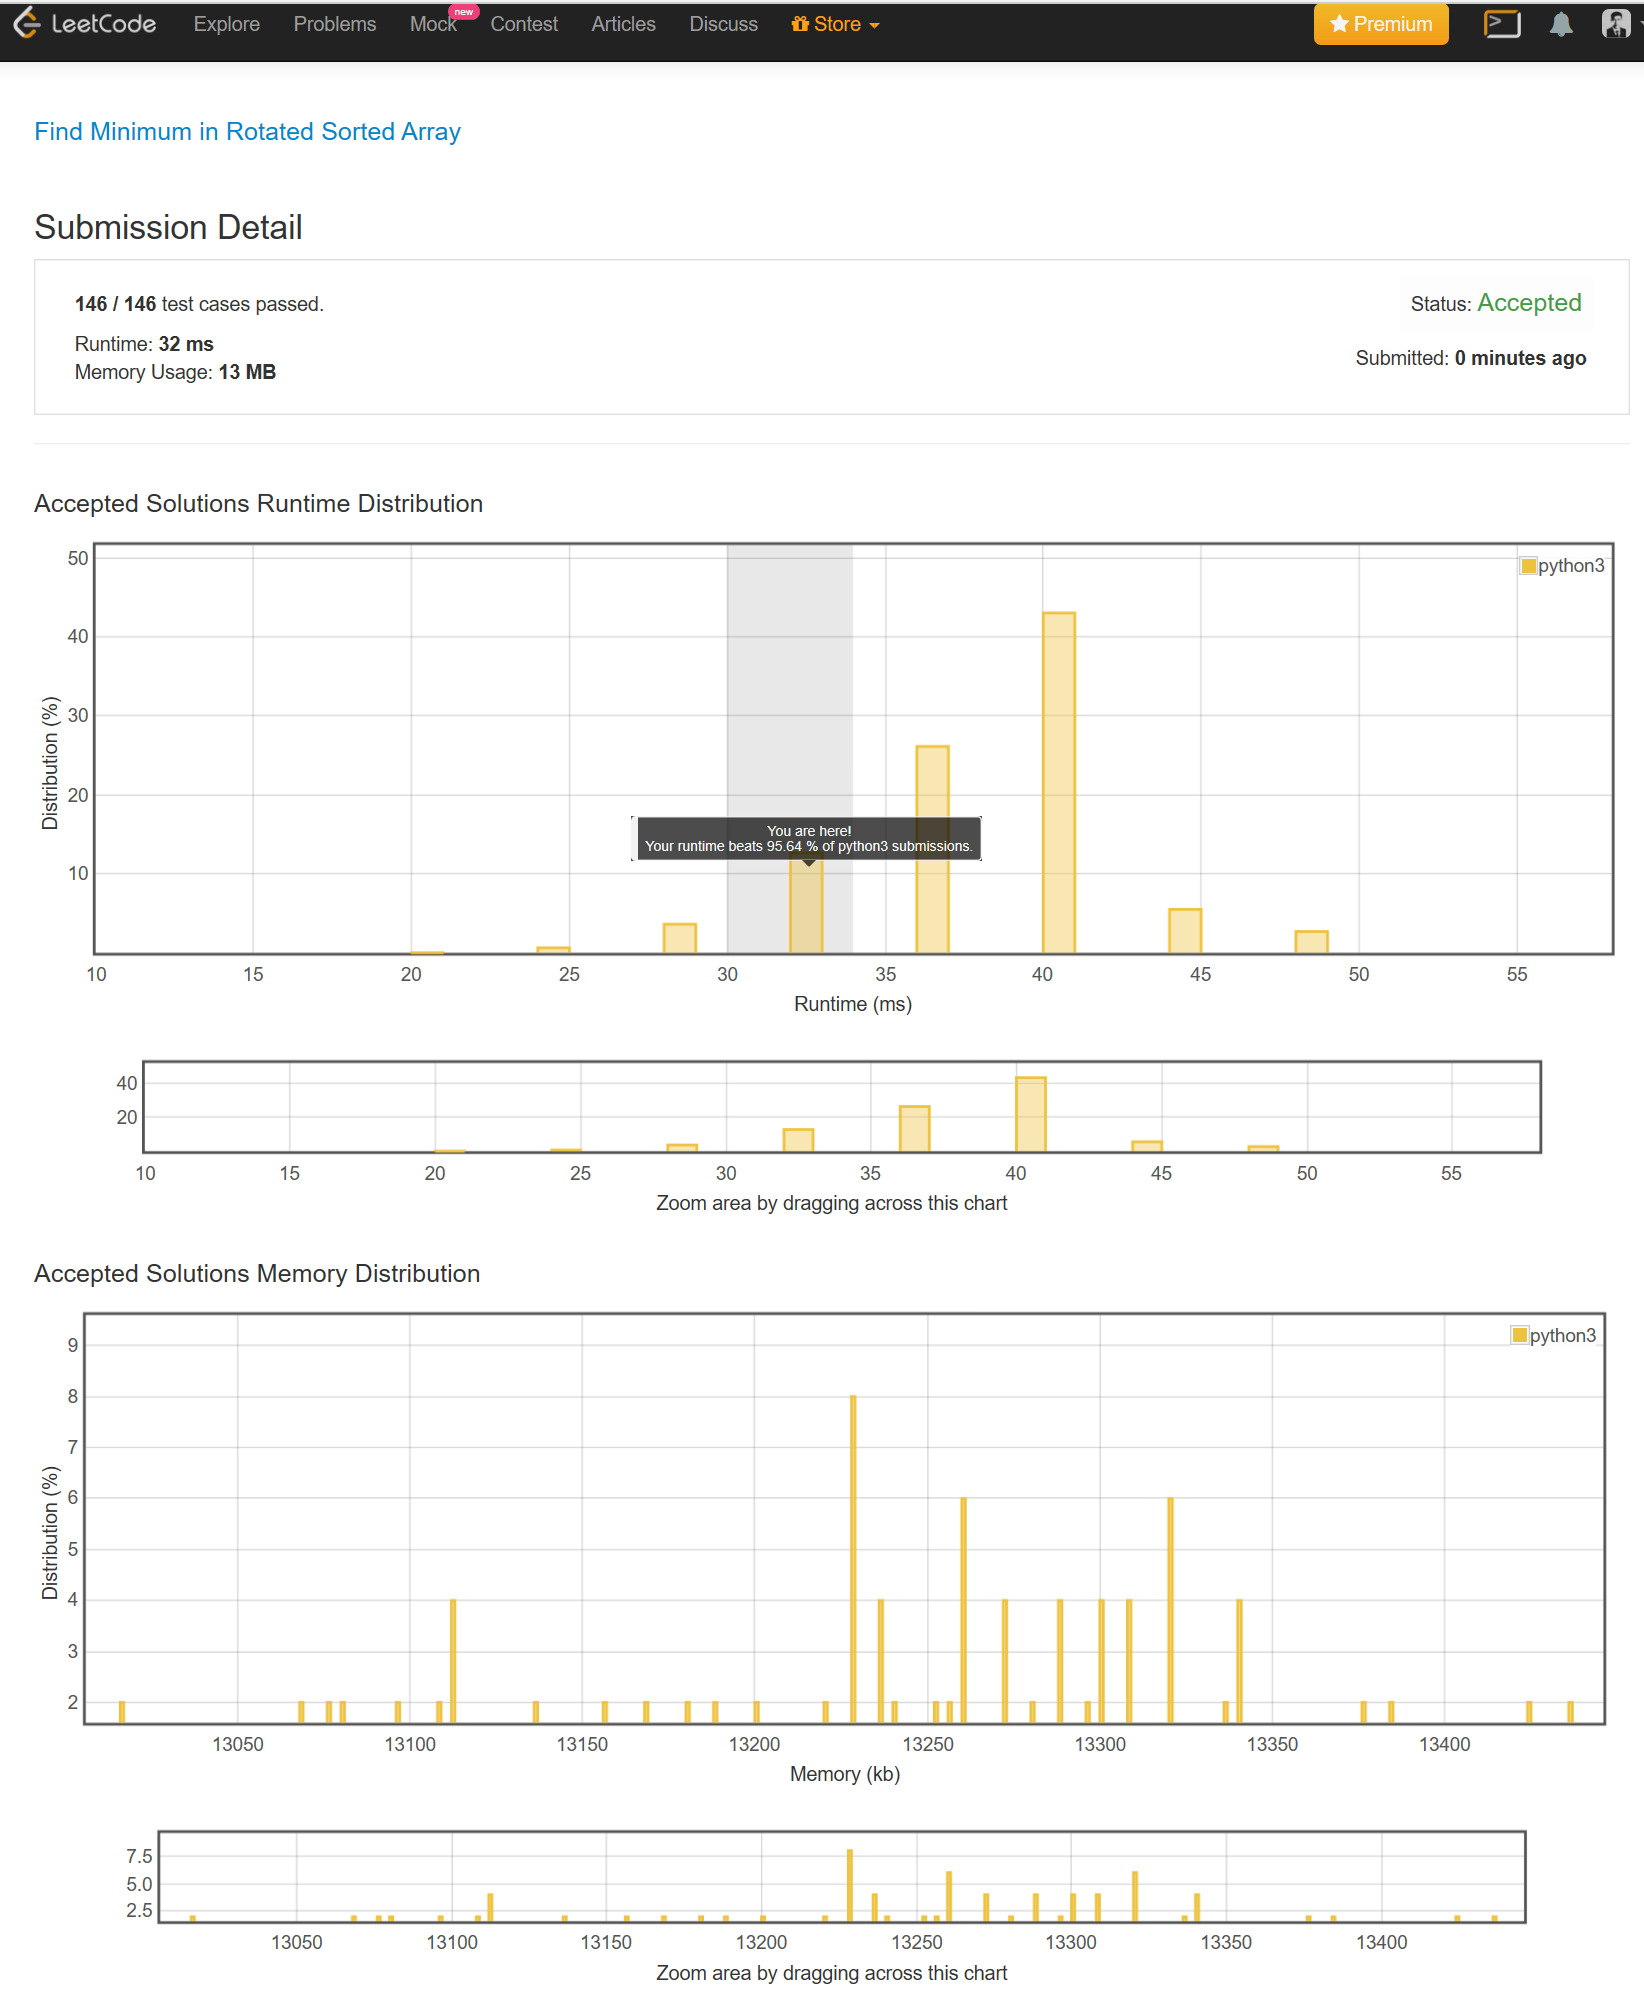 LeetCode Explore Problems Mock new Contest Articles Discuss Store Premium
Find Minimum in Rotated Sorted Array
Submission Detail
146 / 146 test cases passed.
Status: Accepted
Runtime: 32 ms
Submitted: 0 minutes ago
Memory Usage: 13 MB
Accepted Solutions Runtime Distribution
python3
50
40
30
20
10
Distribution (%)
You are here!
Your runtime beats 95.64 % of python3 submissions.
10 15 20 25 30 35 40 45 50 55
Runtime (ms)
40
20
10 15 20 25 30 35 40 45 50 55
Zoom area by dragging across this chart
Accepted Solutions Memory Distribution
python3
9
8
7
6
5
4
3
2
Distribution (%)
13050 13100 13150 13200 13250 13300 13350 13400
Memory (kb)
7.5
5.0
2.5
13050 13100 13150 13200 13250 13300 13350 13400
Zoom area by dragging across this chart